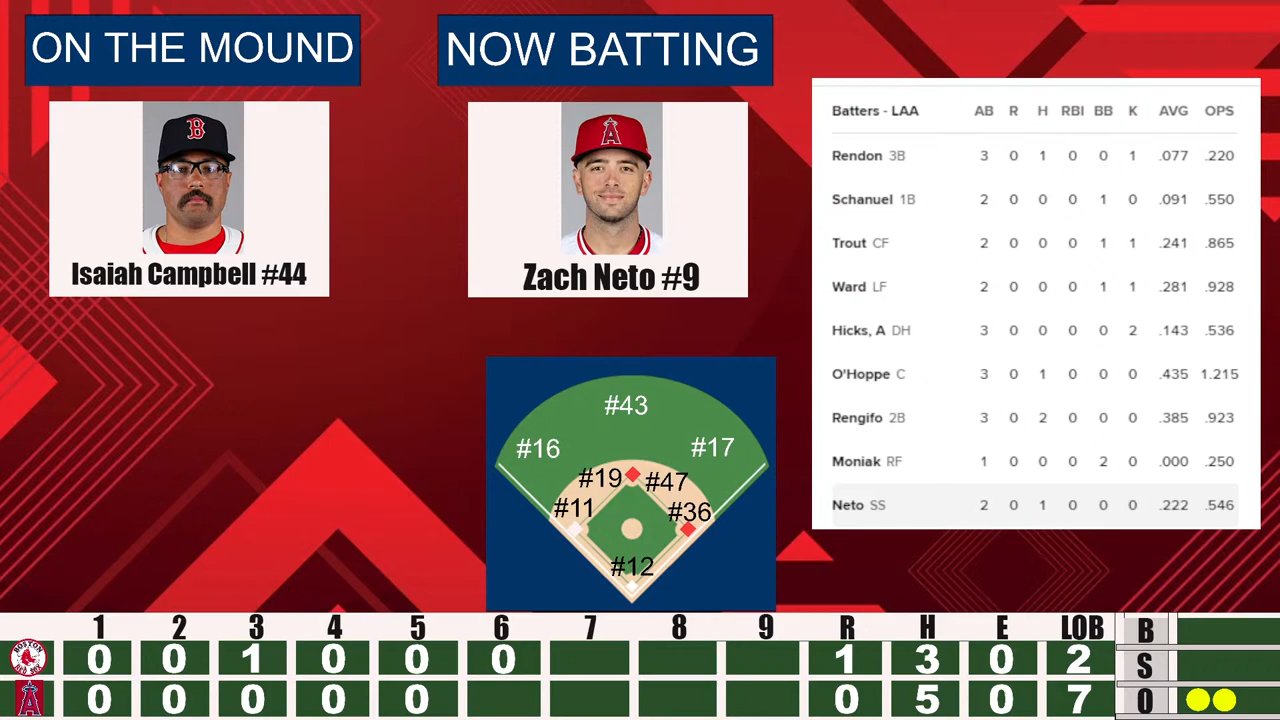 ON THE MOUND
Isaiah Campbell #44
NOW BATTING
Zach Neto #9
Batters - LAA AB R H RBI BB K AVG OPS
Rendon 3B 3 0 1 0 0 1 .077 .220
Schanuel 1B 2 0 0 0 1 0 .091 .550
Trout CF 2 0 0 0 1 1 .241 .865
Ward LF 2 0 0 0 1 1 .281 .928
Hicks, A DH 3 0 0 0 0 2 .143 .536
O'Hoppe C 3 0 1 0 0 0 .435 1.215
Rengifo 2B 3 0 2 0 0 0 .385 .923
Moniak RF 1 0 0 0 2 0 .000 .250
Neto SS 2 0 1 0 0 0 .222 .546
#43
#16 #17
#19 #47
#11 #36
#12
1 2 3 4 5 6 7 8 9 R H E LOB B
0 0 1 0 0 0 1 3 0 2 S
0 0 0 0 0 0 5 0 7 O